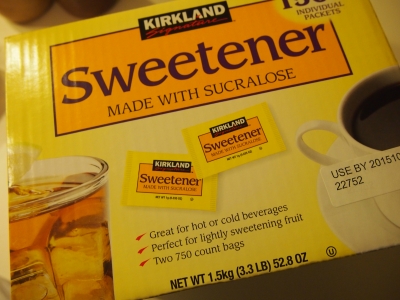 KIRKLAND
Signature
INDIVIDUAL
PACKETS
Sweetener
MADE WITH SUCRALOSE
KIRKLAND
Sweetener
MADE WITH SUCRALOSE
KIRKLAND
Sweetener
MADE WITH SUCRALOSE
USE BY 201510
22752
Great for hot or cold beverages
Perfect for lightly sweetening fruit
Two 750 count bags
NET WT 1.5kg (3.3 LB) 52.8 OZ